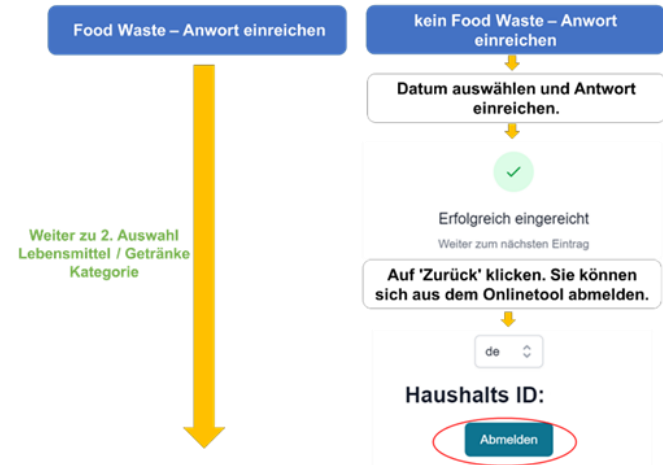 Food Waste – Anwort einreichen
kein Food Waste – Anwort
einreichen
Datum auswählen und Antwort
einreichen.
Erfolgreich eingereicht
Weiter zum nächsten Eintrag
Weiter zu 2. Auswahl
Lebensmittel / Getränke
Kategorie
Auf 'Zurück' klicken. Sie können
sich aus dem Onlinetool abmelden.
de
Haushalts ID:
Abmelden